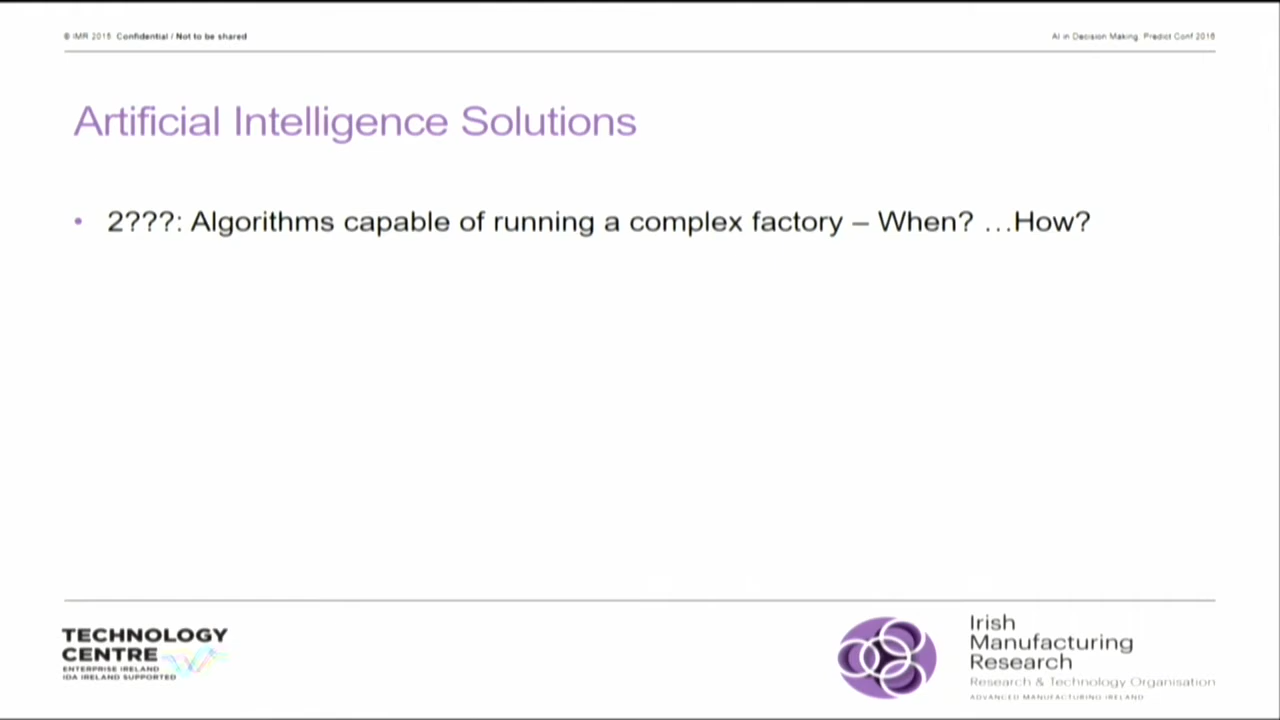 © IMR 2016 Confidential / Not to be shared
AI in Decision Making. Predict Conf 2016
Artificial Intelligence Solutions
• 2???: Algorithms capable of running a complex factory – When? …How?
TECHNOLOGY
CENTRE
ENTERPRISE IRELAND
IDA IRELAND SUPPORTED
Irish
Manufacturing
Research
Research & Technology Organisation
ADVANCED MANUFACTURING IRELAND